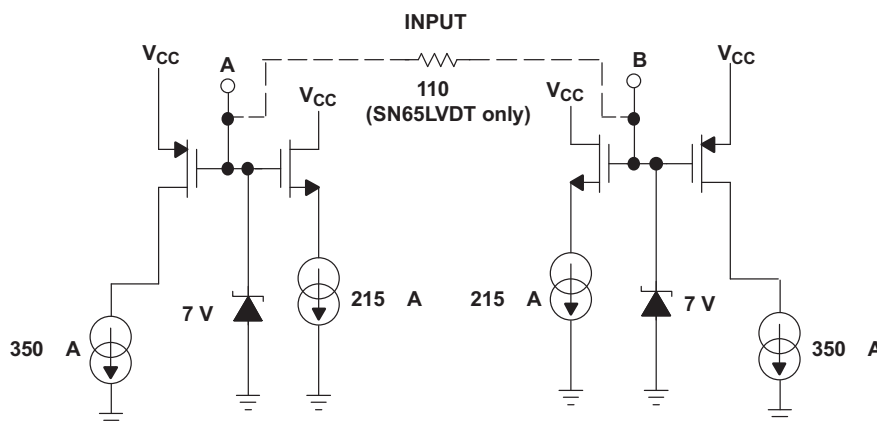 INPUT
VCC
A
B
VCC
VCC
110
VCC
(SN65LVDT only)
7 V
215 A
215 A
7 V
350 A
350 A